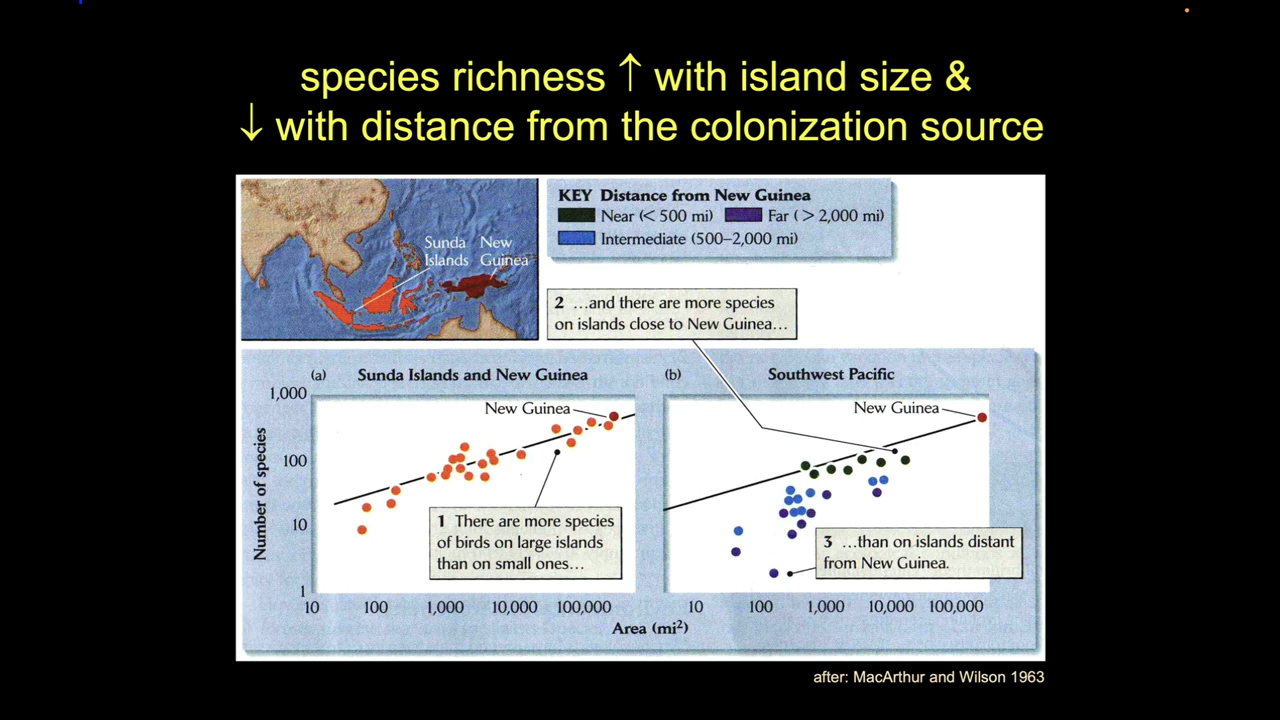 species richness ↑ with island size &
↓ with distance from the colonization source
Sunda Islands
New Guinea
KEY Distance from New Guinea
Near (< 500 mi)
Far (> 2,000 mi)
Intermediate (500–2,000 mi)
2 ...and there are more species
on islands close to New Guinea...
(a) Sunda Islands and New Guinea
(b) Southwest Pacific
Number of species
1,000
100
10
1
New Guinea
1 There are more species
of birds on large islands
than on small ones...
10 100 1,000 10,000 100,000
New Guinea
3 ...than on islands distant
from New Guinea.
10 100 1,000 10,000 100,000
Area (mi²)
after: MacArthur and Wilson 1963